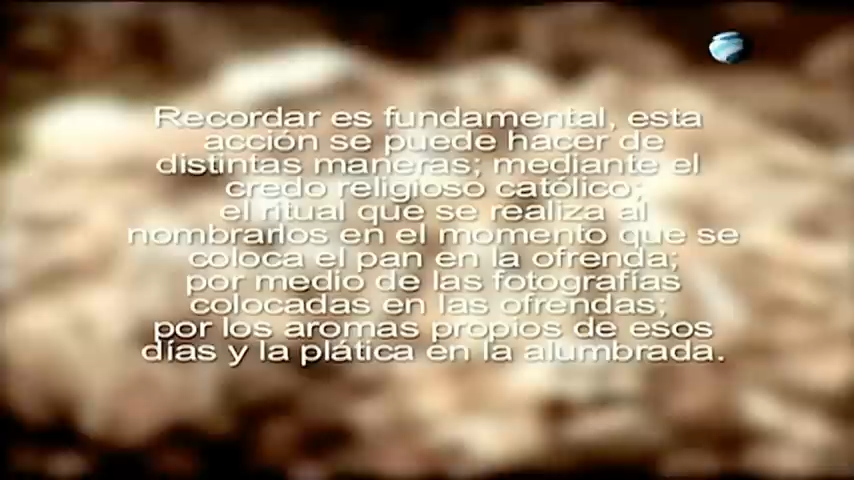 Recordar es fundamental, esta
acción se puede hacer de
distintas maneras; mediante el
credo religioso católico;
el ritual que se realiza al
nombrarlos en el momento que se
coloca el pan en la ofrenda;
por medio de las fotografías
colocadas en las ofrendas;
por los aromas propios de esos
días y la plática en la alumbrada.